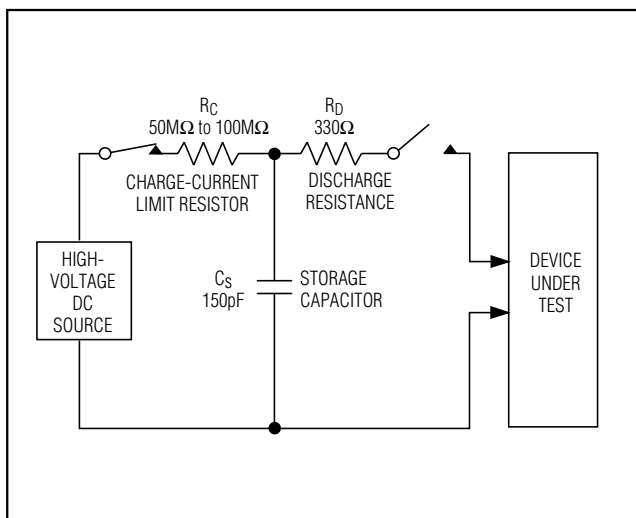 R_C
50MΩ to 100MΩ
CHARGE-CURRENT
LIMIT RESISTOR
R_D
330Ω
DISCHARGE
RESISTANCE
HIGH-
VOLTAGE
DC
SOURCE
C_S
150pF
STORAGE
CAPACITOR
DEVICE
UNDER
TEST